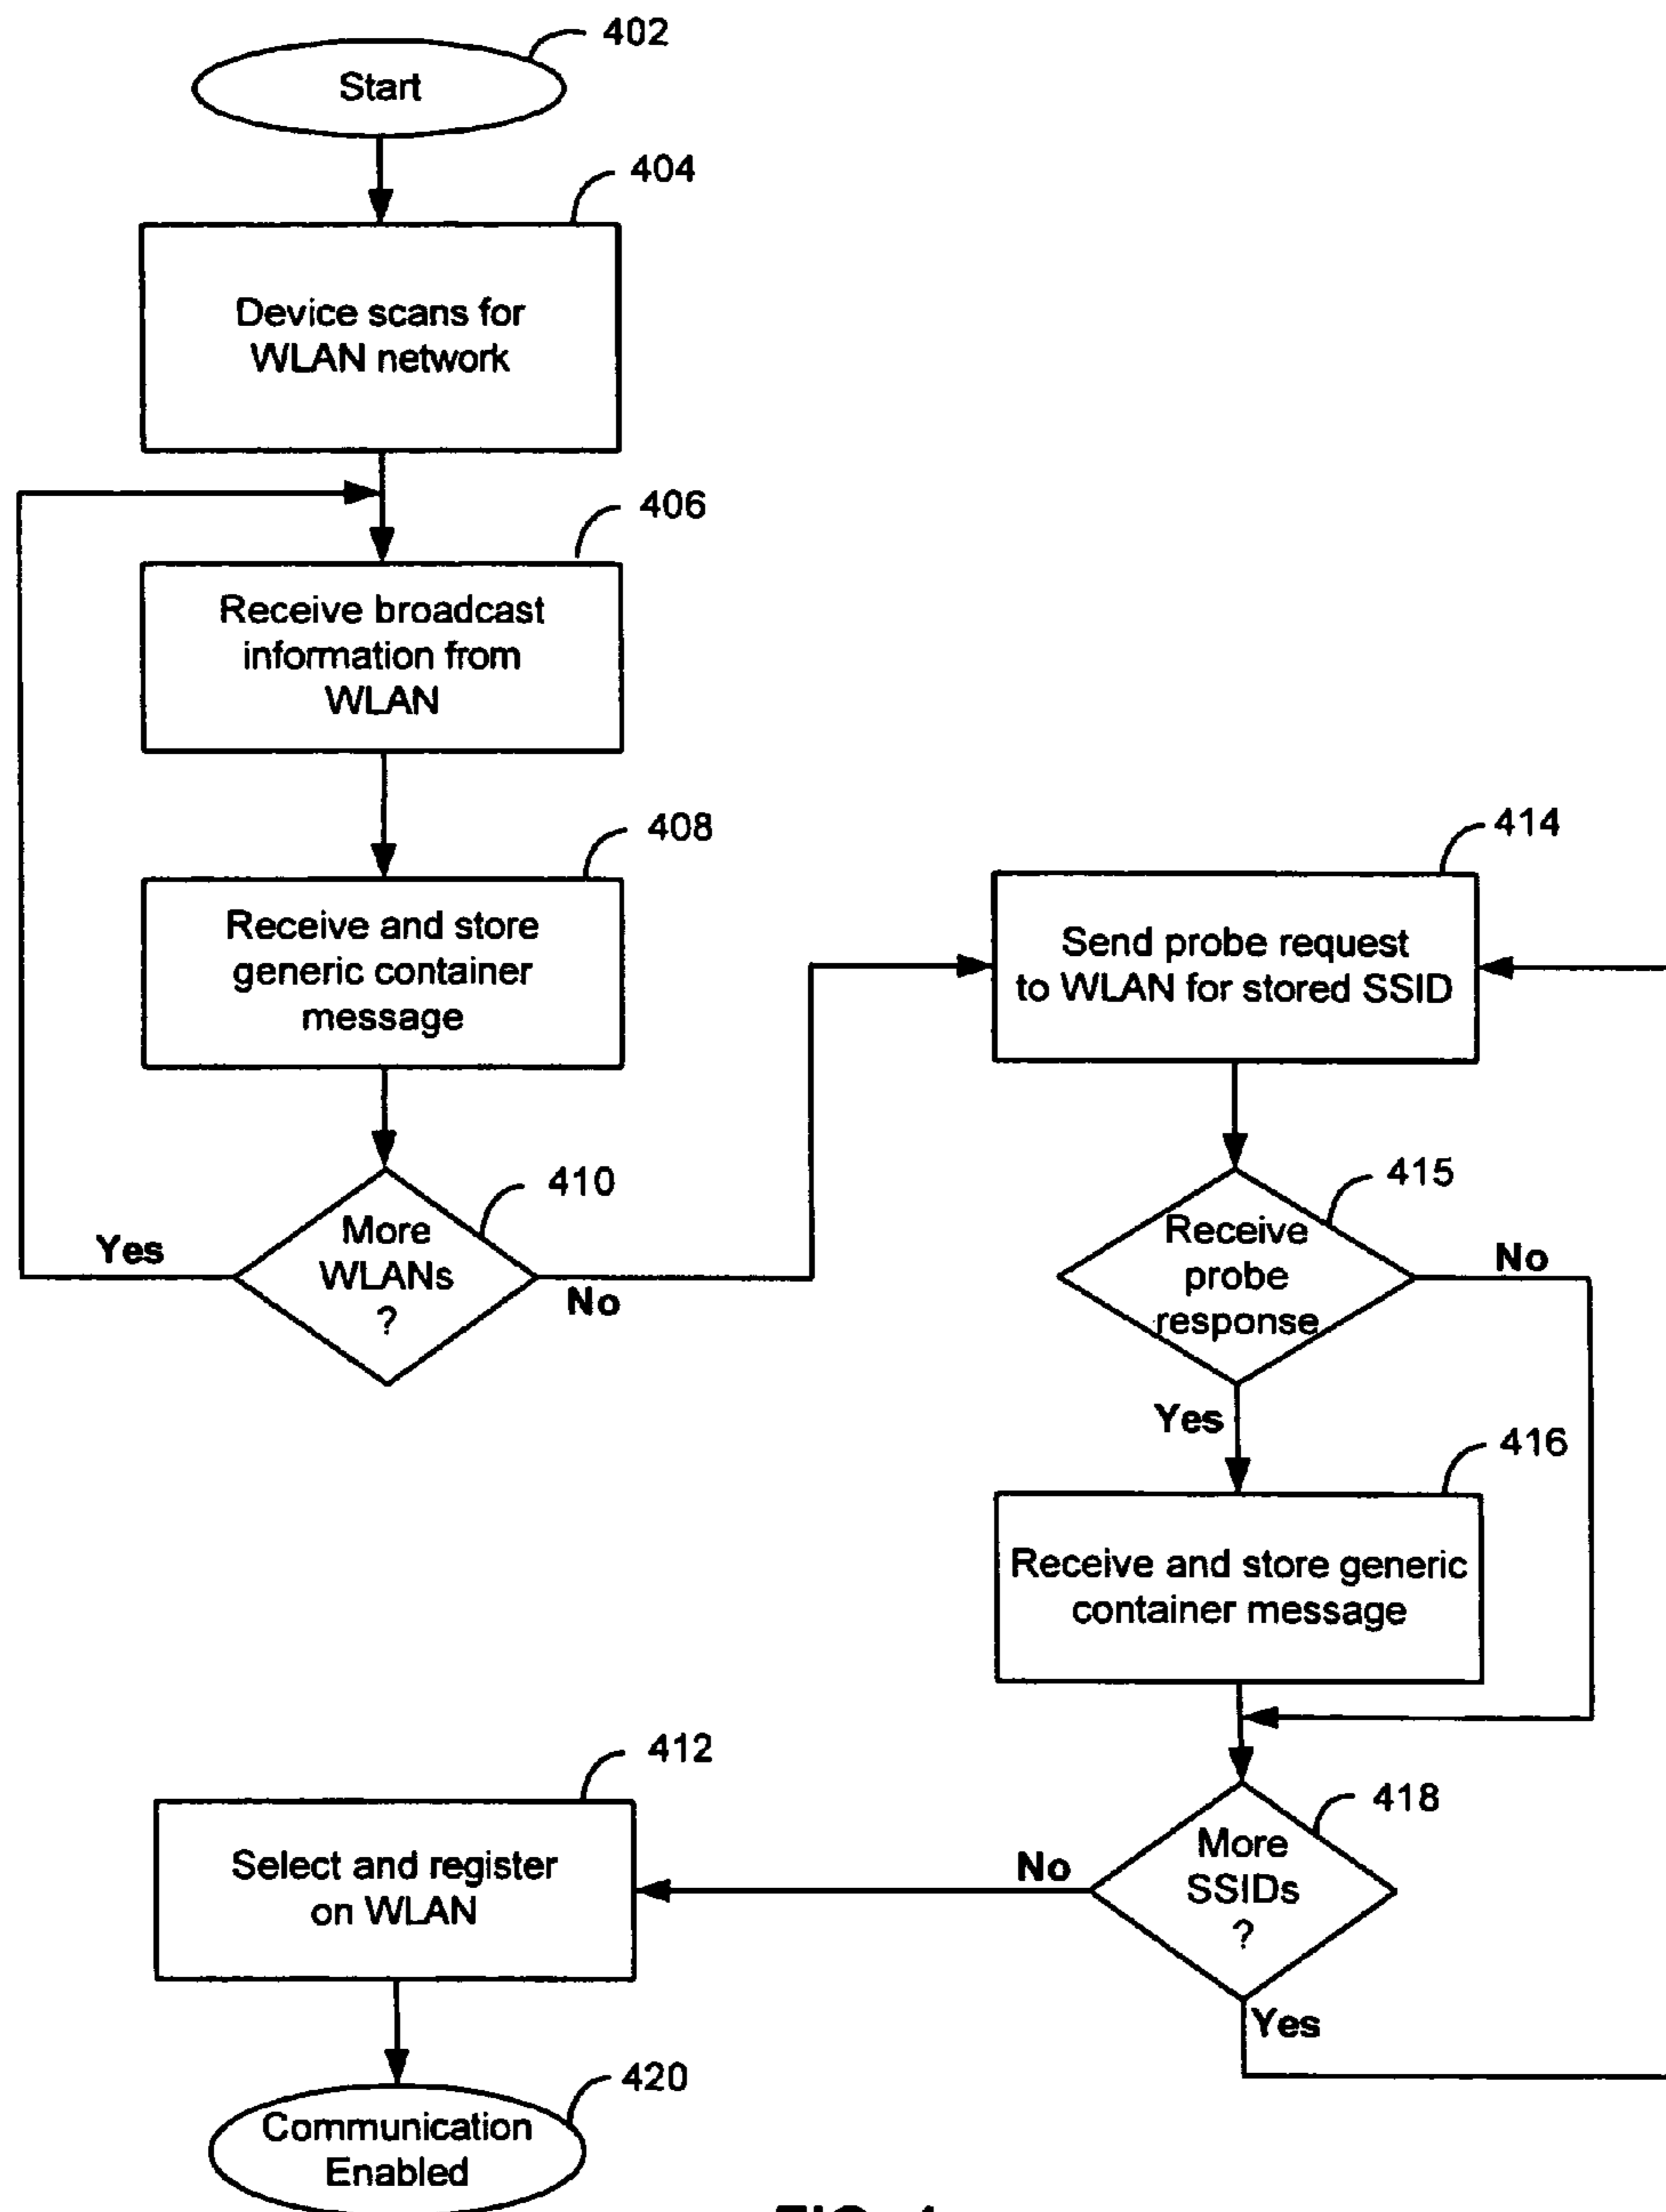 402
Start
404
Device scans for
WLAN network
406
Receive broadcast
information from
WLAN
408
Receive and store
generic container
message
410
More
WLANs
?
Yes
No
414
Send probe request
to WLAN for stored SSID
415
Receive
probe
response
No
Yes
416
Receive and store generic
container message
418
More
SSIDs
?
No
Yes
412
Select and register
on WLAN
420
Communication
Enabled